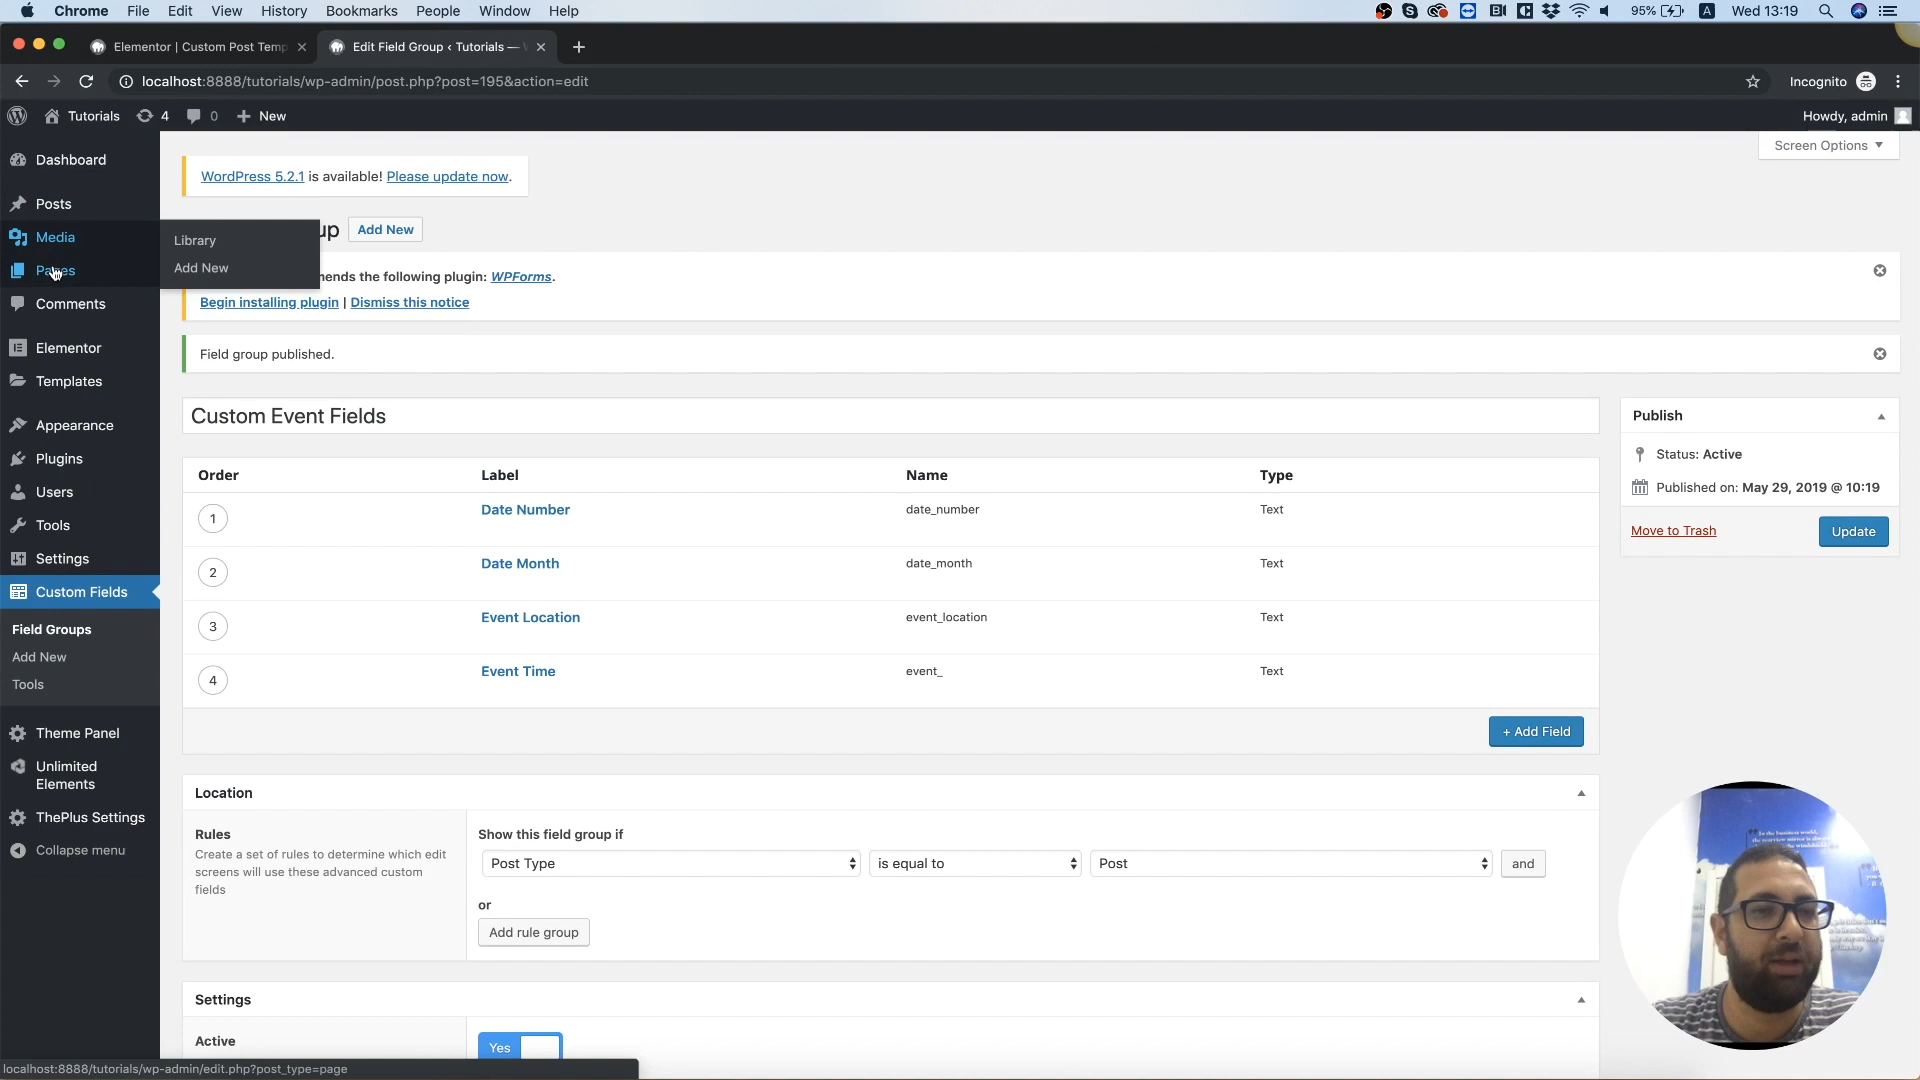 Chrome File Edit View History Bookmarks People Window Help 95% A Wed 13:19
Elementor | Custom Post Temp Edit Field Group ‹ Tutorials —
localhost:8888/tutorials/wp-admin/post.php?post=195&action=edit Incognito
Tutorials 4 0 + New Howdy, admin
Screen Options
Dashboard
Posts
Media
Pages
Comments
Elementor
Templates
Appearance
Plugins
Users
Tools
Settings
Custom Fields
Field Groups
Add New
Tools
Theme Panel
Unlimited
Elements
ThePlus Settings
Collapse menu
Library
Add New
WordPress 5.2.1 is available! Please update now.
up Add New
mends the following plugin: WPForms.
Begin installing plugin | Dismiss this notice
Field group published.
Custom Event Fields
Order Label Name Type
1 Date Number date_number Text
2 Date Month date_month Text
3 Event Location event_location Text
4 Event Time event_ Text
+ Add Field
Publish
Status: Active
Published on: May 29, 2019 @ 10:19
Move to Trash Update
Location
Rules
Create a set of rules to determine which edit
screens will use these advanced custom
fields
Show this field group if
Post Type is equal to Post and
or
Add rule group
Settings
Active
Yes
localhost:8888/tutorials/wp-admin/edit.php?post_type=page